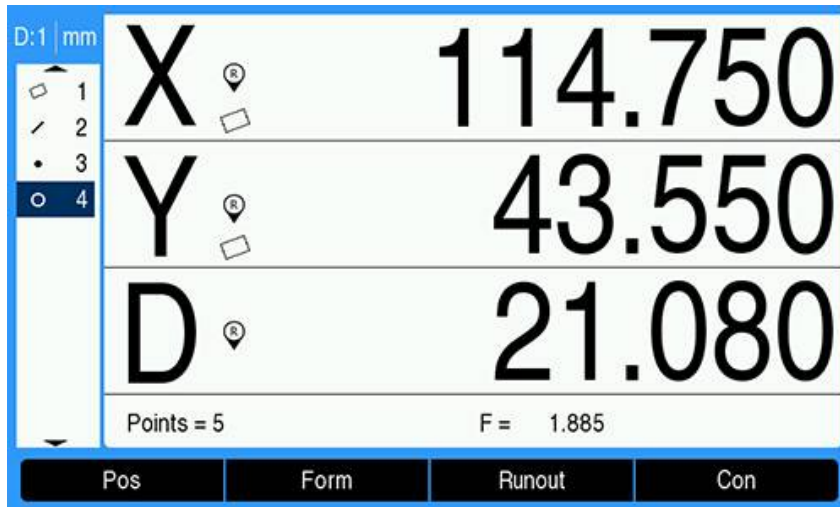 D:1 mm
1
2
3
4
X R 114.750
Y R 43.550
D R 21.080
Points = 5 F = 1.885
Pos Form Runout Con